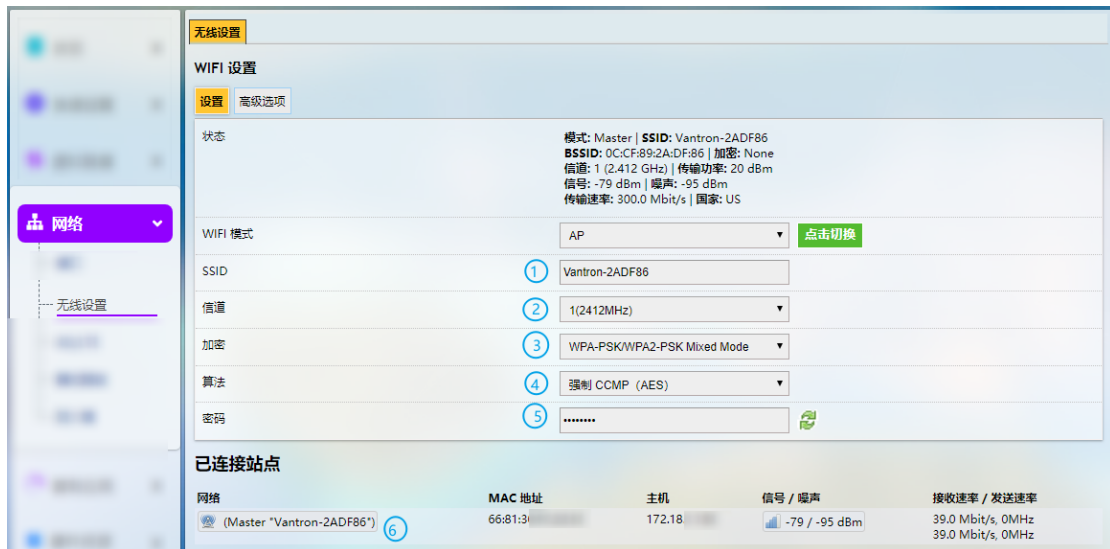 无线设置
WIFI 设置
设置 高级选项
状态
模式: Master | SSID: Vantron-2ADF86
BSSID: 0C:CF:89:2A:DF:86 | 加密: None
信道: 1 (2.412 GHz) | 传输功率: 20 dBm
信号: -79 dBm | 噪声: -95 dBm
传输速率: 300.0 Mbit/s | 国家: US
网络
无线设置
WIFI 模式 AP 点击切换
SSID 1 Vantron-2ADF86
信道 2 1(2412MHz)
加密 3 WPA-PSK/WPA2-PSK Mixed Mode
算法 4 强制 CCMP（AES）
密码 5 ········
已连接站点
网络 MAC 地址 主机 信号 / 噪声 接收速率 / 发送速率
(Master "Vantron-2ADF86") 6 66:81:3 172.18 -79 / -95 dBm 39.0 Mbit/s, 0MHz
39.0 Mbit/s, 0MHz